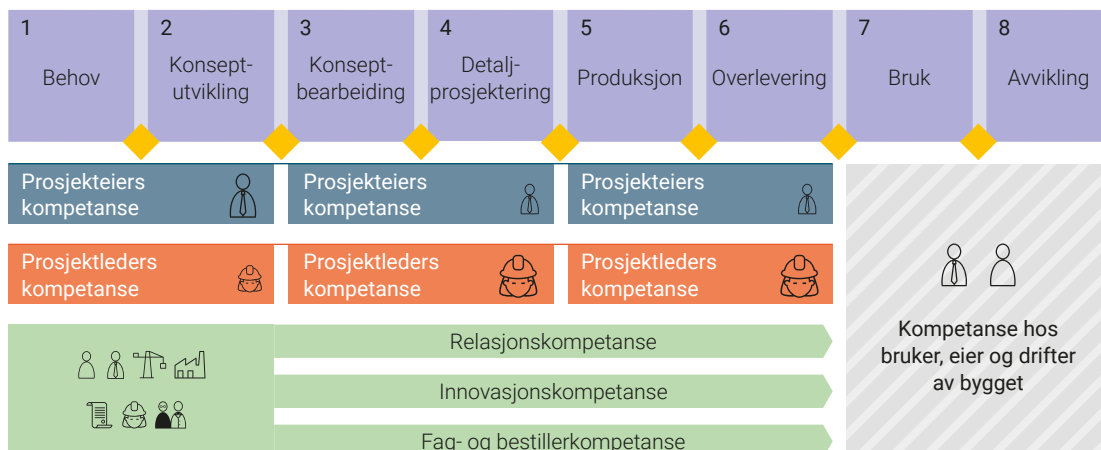 1
Behov
2
Konsept-
utvikling
3
Konsept-
bearbeiding
4
Detalj-
prosjektering
5
Produksjon
6
Overlevering
7
Bruk
8
Avvikling
Prosjekteiers
kompetanse
Prosjekteiers
kompetanse
Prosjekteiers
kompetanse
Prosjektleders
kompetanse
Prosjektleders
kompetanse
Prosjektleders
kompetanse
Relasjonskompetanse
Innovasjonskompetanse
Fag- og bestillerkompetanse
Kompetanse hos
bruker, eier og drifter
av bygget